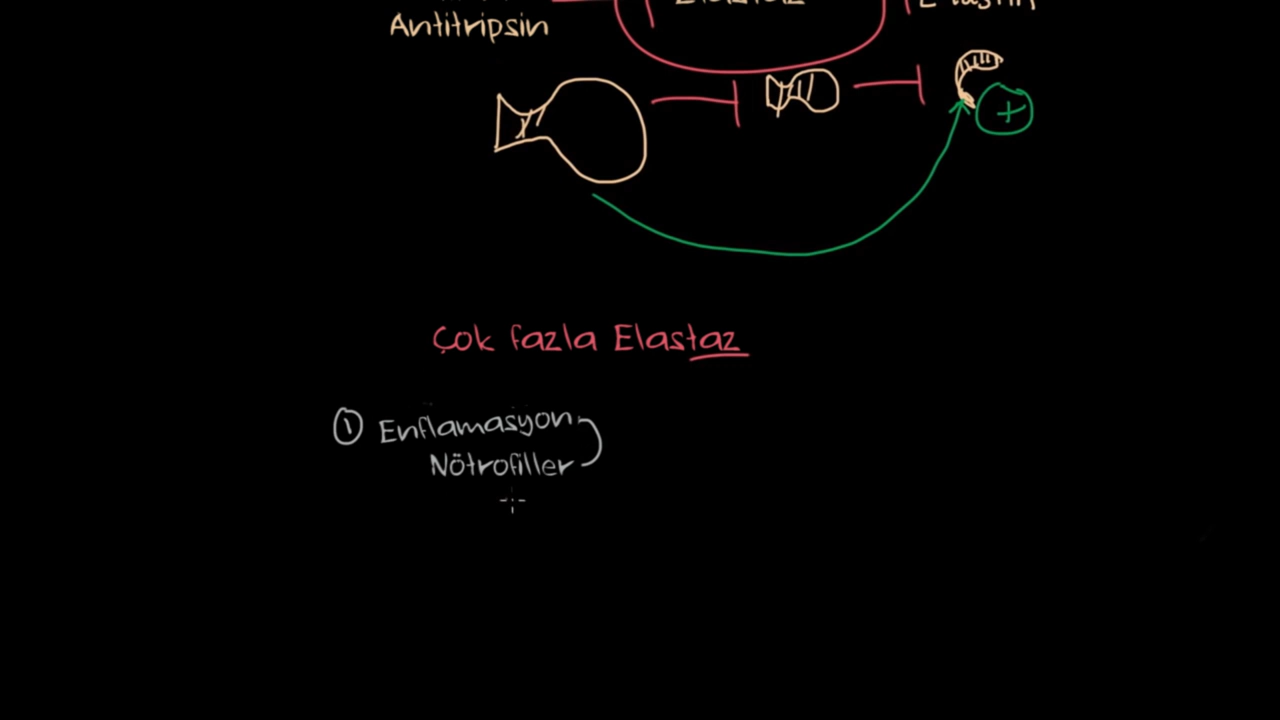 Antitripsin
+
Çok fazla Elastaz
① Enflamasyon
Nötrofiller